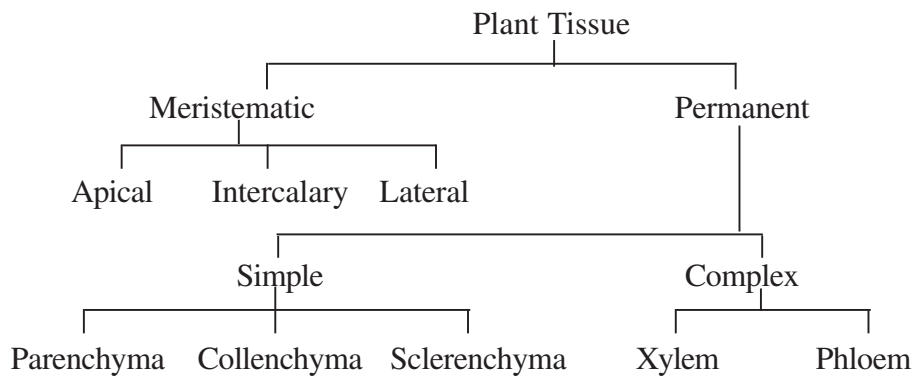 Plant Tissue
Meristematic Permanent
Apical Intercalary Lateral
Simple Complex
Parenchyma Collenchyma Sclerenchyma Xylem Phloem